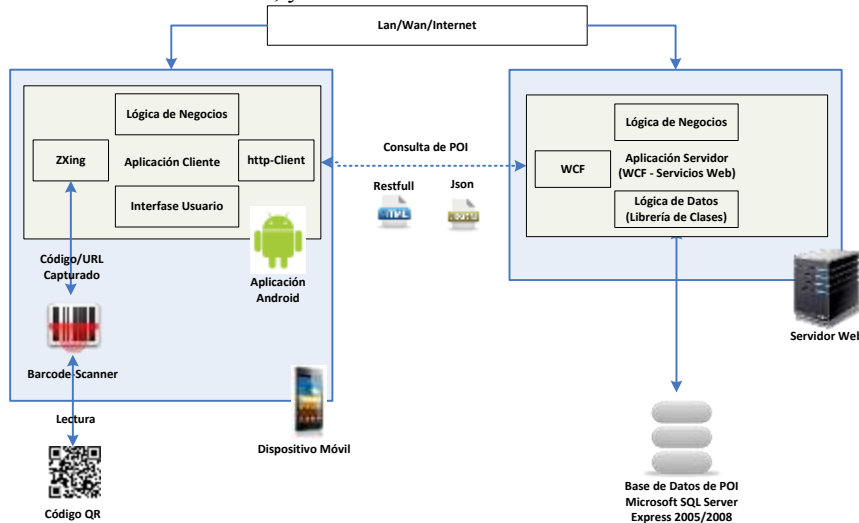 Lan/Wan/Internet
Lógica de Negocios
ZXing
Aplicación Cliente
http-Client
Interfase Usuario
Código/URL
Capturado
Aplicación
Android
Barcode-Scanner
Lectura
Código QR
Dispositivo Móvil
Consulta de POI
Restfull
Json
HTML
Lógica de Negocios
WCF
Aplicación Servidor
(WCF - Servicios Web)
Lógica de Datos
(Librería de Clases)
Servidor Web
Base de Datos de POI
Microsoft SQL Server
Express 2005/2008